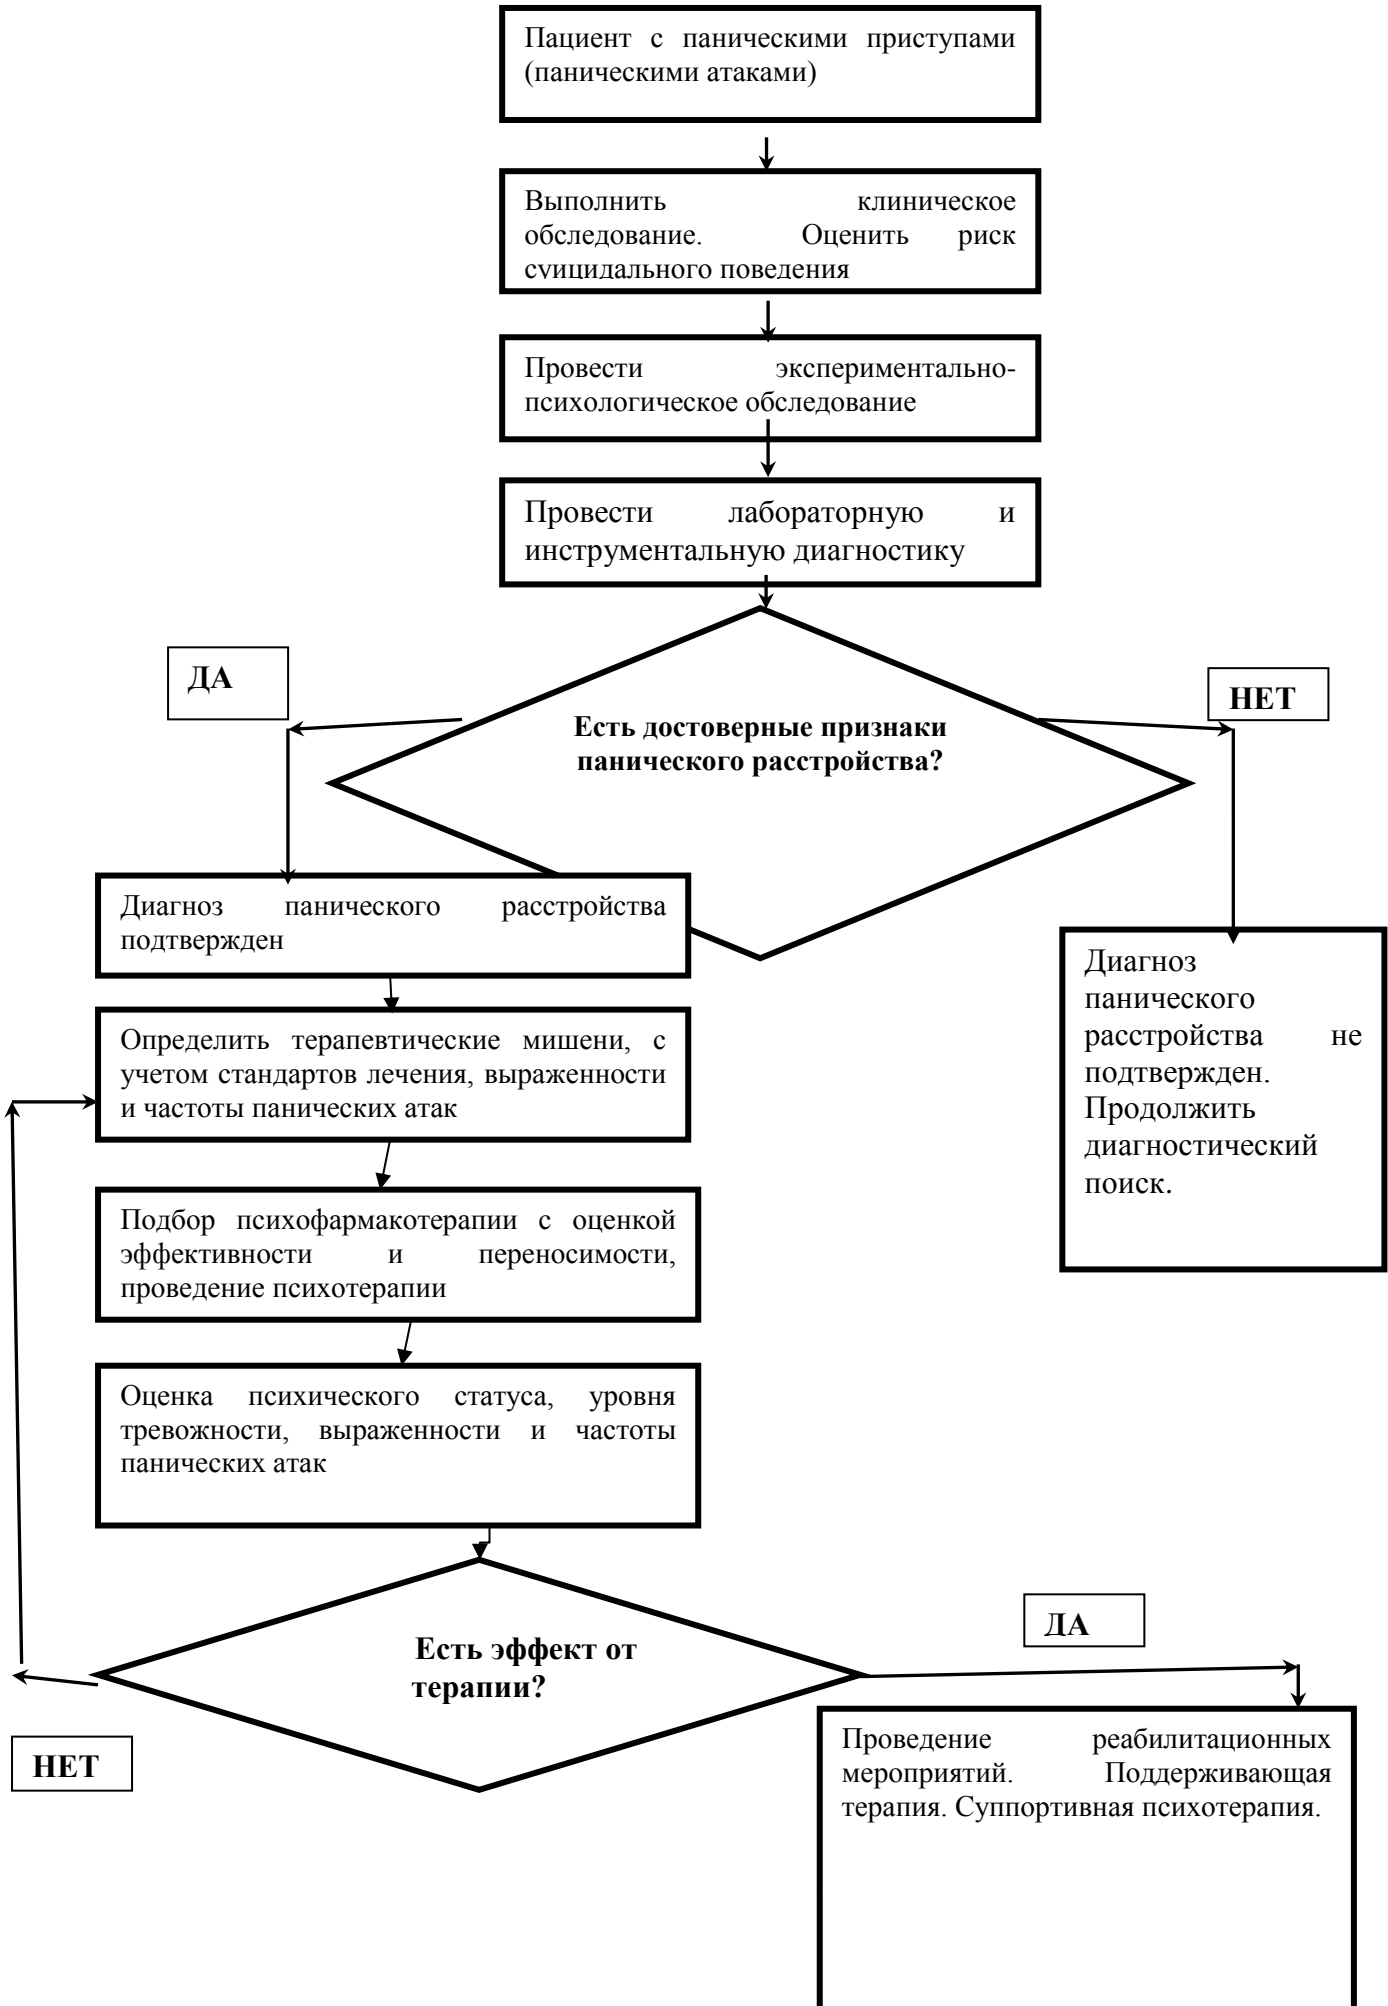 Пациент с паническими приступами
(паническими атаками)
Выполнить клиническое
обследование. Оценить риск
суицидального поведения
Провести экспериментально-
психологическое обследование
Провести лабораторную и
инструментальную диагностику
ДА
НЕТ
Есть достоверные признаки
панического расстройства?
Диагноз панического расстройства
подтвержден
Диагноз
панического
расстройства не
подтвержден.
Продолжить
диагностический
поиск.
Определить терапевтические мишени, с
учетом стандартов лечения, выраженности
и частоты панических атак
Подбор психофармакотерапии с оценкой
эффективности и переносимости,
проведение психотерапии
Оценка психического статуса, уровня
тревожности, выраженности и частоты
панических атак
Есть эффект от
терапии?
ДА
НЕТ
Проведение реабилитационных
мероприятий. Поддерживающая
терапия. Суппортивная психотерапия.